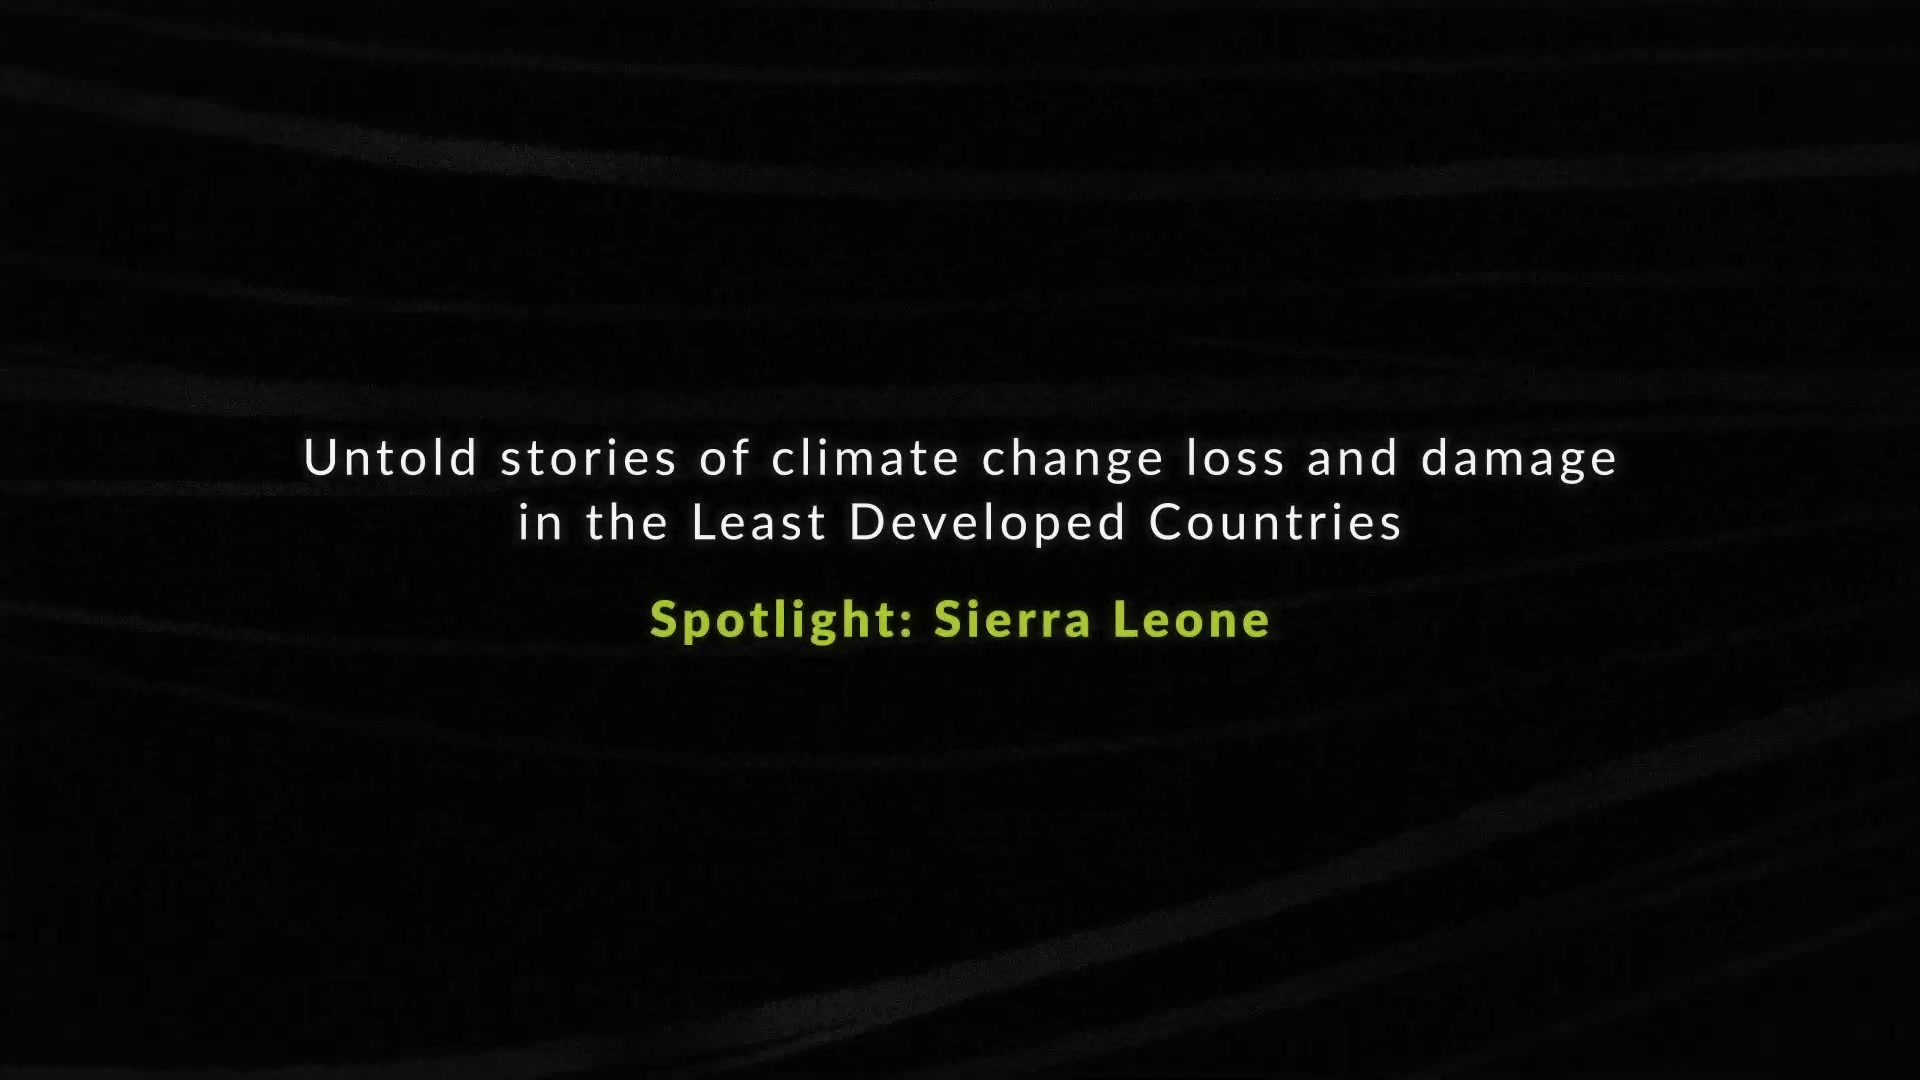 Untold stories of climate change loss and damage
in the Least Developed Countries
Spotlight: Sierra Leone